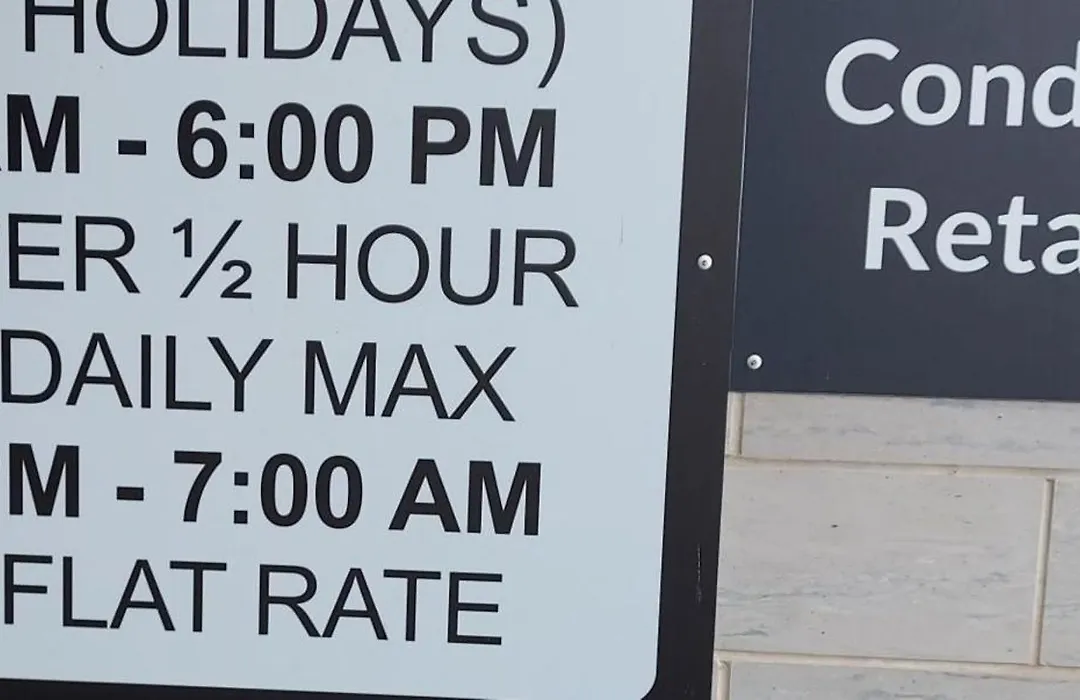 HOLIDAYS)
M - 6:00 PM
ER ½ HOUR
DAILY MAX
M - 7:00 AM
FLAT RATE
Cond
Reta